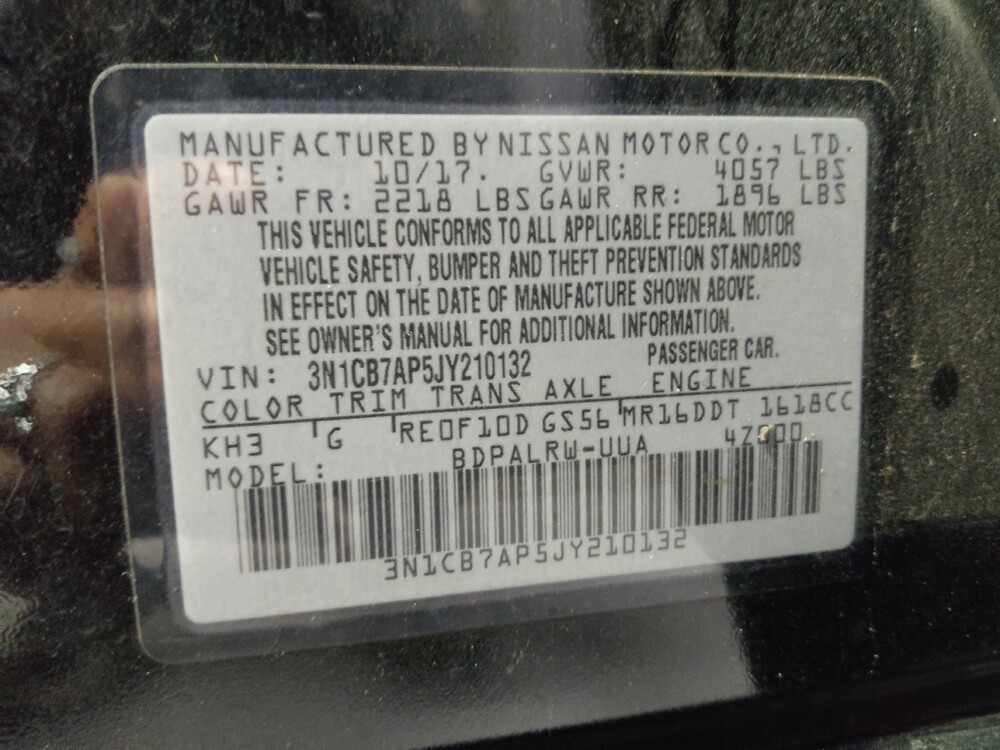 MANUFACTURED BY NISSAN MOTOR CO., LTD.
DATE: 10/17. GVWR: 4057 LBS
GAWR FR: 2218 LBS GAWR RR: 1896 LBS
THIS VEHICLE CONFORMS TO ALL APPLICABLE FEDERAL MOTOR
VEHICLE SAFETY, BUMPER AND THEFT PREVENTION STANDARDS
IN EFFECT ON THE DATE OF MANUFACTURE SHOWN ABOVE.
SEE OWNER'S MANUAL FOR ADDITIONAL INFORMATION.
VIN: 3N1CB7AP5JY210132 PASSENGER CAR.
COLOR TRIM TRANS AXLE ENGINE
KH3 G RE0F10D GS56 MR16DDT 1618CC
MODEL: BDPALRW-UUA
3N1CB7AP5JY210132